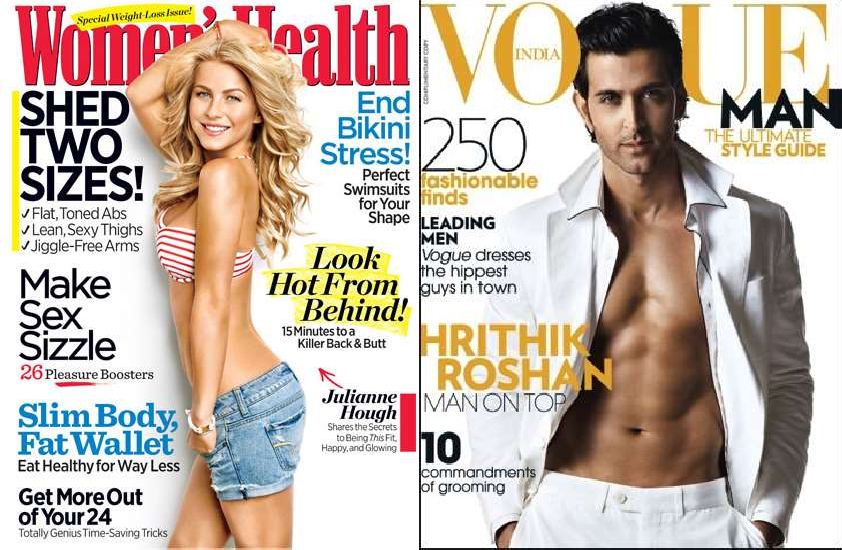 Special Weight-Loss Issue!
Women's Health
SHED
TWO
SIZES!
✓ Flat, Toned Abs
✓ Lean, Sexy Thighs
✓ Jiggle-Free Arms
Make
Sex
Sizzle
26 Pleasure Boosters
Slim Body,
Fat Wallet
Eat Healthy for Way Less
Get More Out
of Your 24
Totally Genius Time-Saving Tricks
End
Bikini
Stress!
Perfect
Swimsuits
for Your
Shape
Look
Hot From
Behind!
15 Minutes to a
Killer Back & Butt
Julianne
Hough
Shares the Secrets
to Being This Fit,
Happy, and Glowing
COMPLIMENTARY COPY
VOGUE
INDIA
MAN
THE ULTIMATE
STYLE GUIDE
250
fashionable
finds
LEADING
MEN
Vogue dresses
the hippest
guys in town
HRITHIK
ROSHAN
MAN ON TOP
10
commandments
of grooming